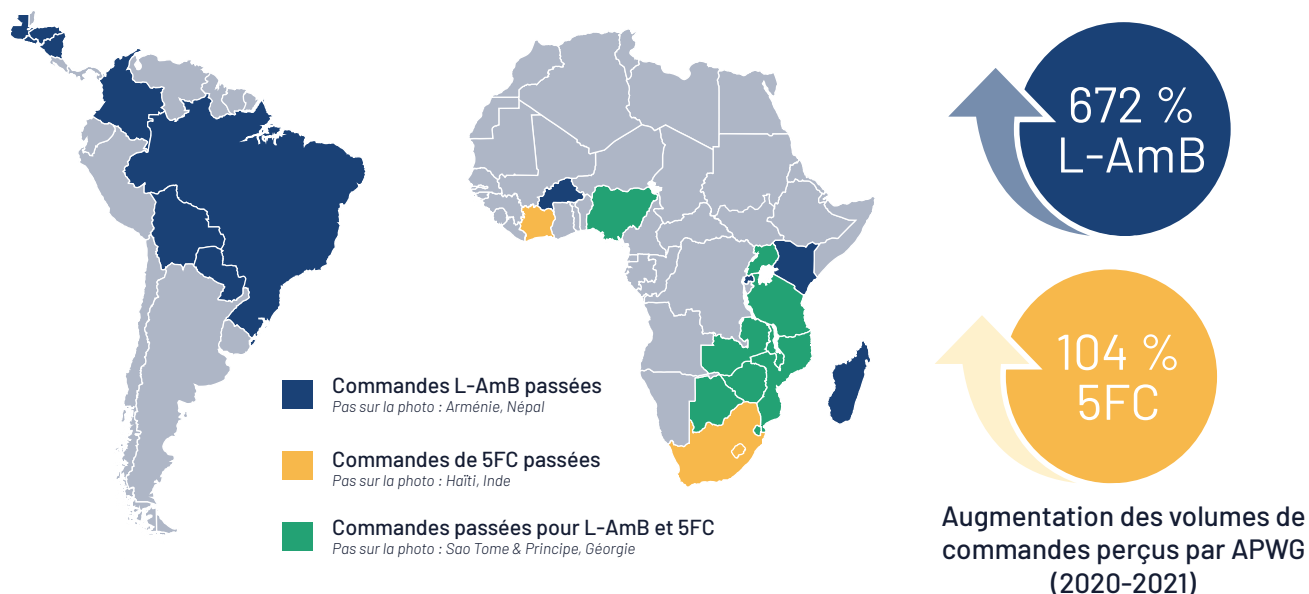 672 %
L-AmB
104 %
5FC
Commandes L-AmB passées
Pas sur la photo : Arménie, Népal
Commandes de 5FC passées
Pas sur la photo : Haïti, Inde
Commandes passées pour L-AmB et 5FC
Pas sur la photo : Sao Tome & Principe, Géorgie
Augmentation des volumes de
commandes perçus par APWG
(2020-2021)